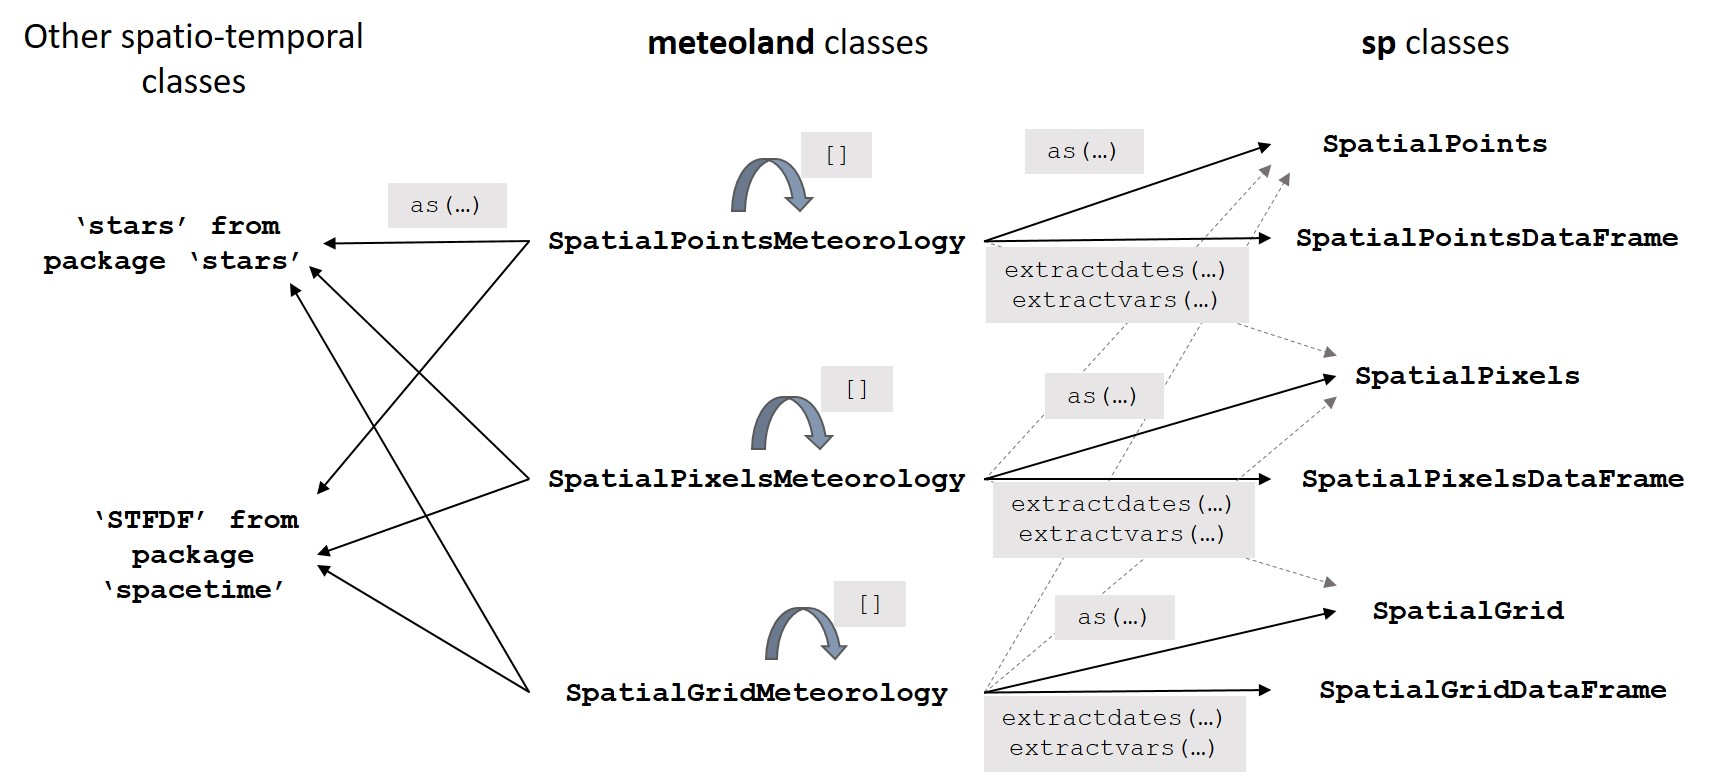 Other spatio-temporal
classes
meteoland classes
sp classes
[]
as(…)
SpatialPoints
as(…)
‘stars’ from
package ‘stars’
SpatialPointsMeteorology
SpatialPointsDataFrame
extractdates(…)
extractvars(…)
[]
as(…)
SpatialPixels
SpatialPixelsMeteorology
SpatialPixelsDataFrame
extractdates(…)
extractvars(…)
‘STFDF’ from
package
‘spacetime’
[]
as(…)
SpatialGrid
SpatialGridMeteorology
SpatialGridDataFrame
extractdates(…)
extractvars(…)